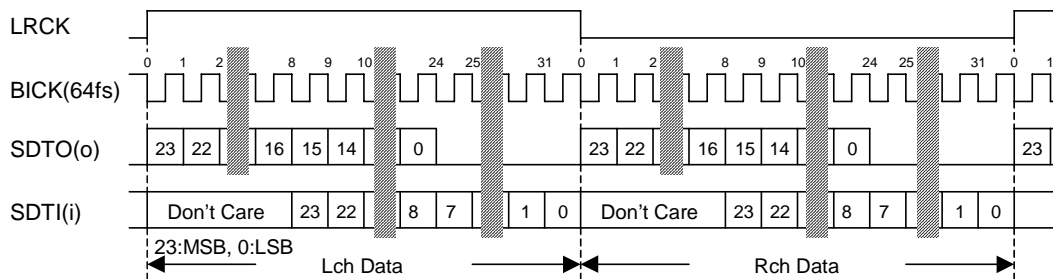 LRCK
0 1 2 8 9 10 24 25 31 0 1 2 8 9 10 24 25 31 0 1
BICK(64fs)
SDTO(o) 23 22 16 15 14 0 23 22 16 15 14 0 23
SDTI(i) Don't Care 23 22 8 7 1 0 Don't Care 23 22 8 7 1 0
23:MSB, 0:LSB
Lch Data Rch Data